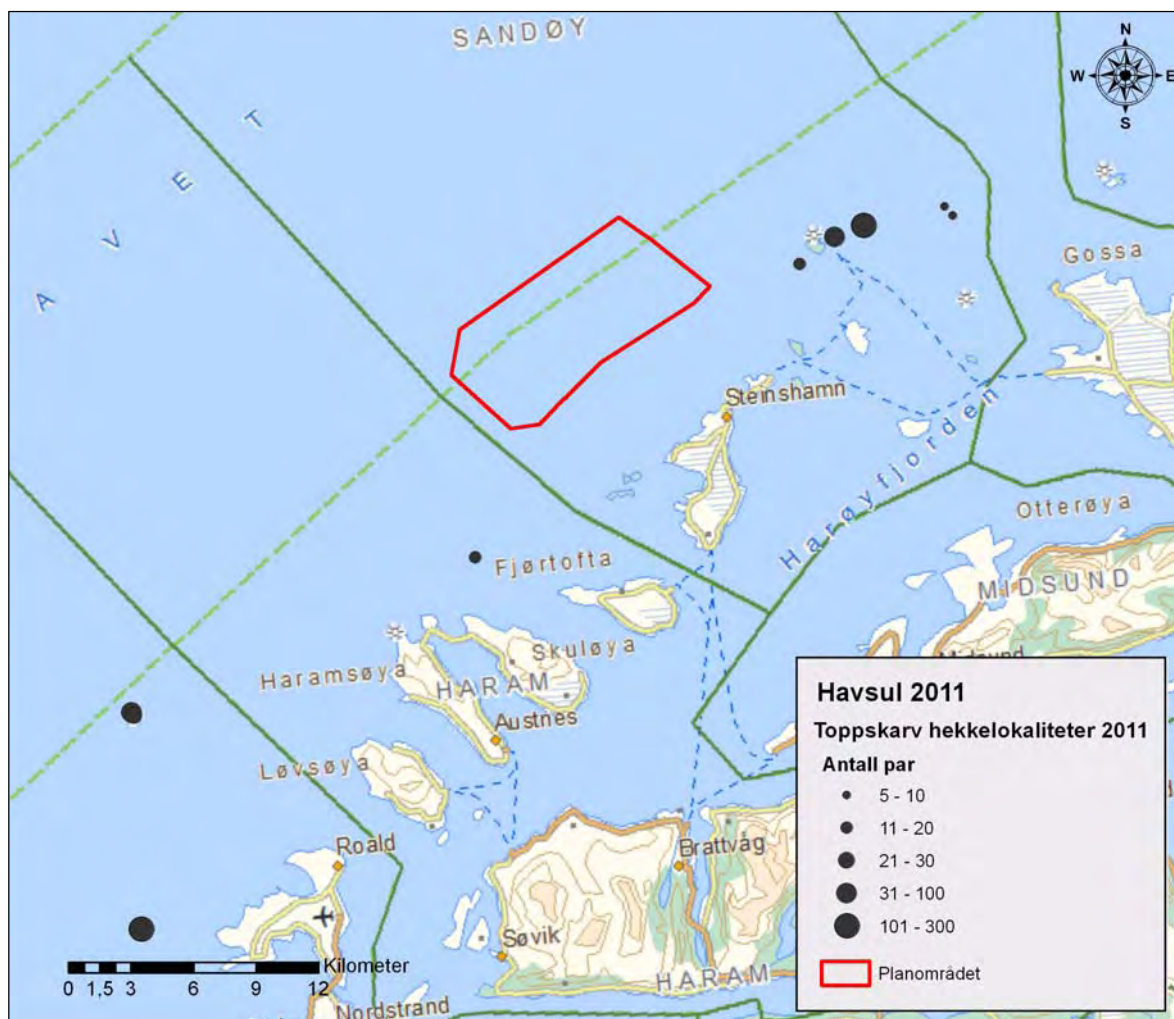 SANDØY
N
W E
S
AVET
Gossa
Steinshamn
Harøyfjorden
Otterøya
Fjørtofta
MIDSUND
Skuløya
Haramsøya
HARAM
Austnes
Løvsøya
Roald
Brattvåg
Søvik
HARAM
Nordstrand
Kilometer
0 1,5 3 6 9 12
Havsul 2011
Toppskarv hekkelokaliteter 2011
Antall par
5 - 10
11 - 20
21 - 30
31 - 100
101 - 300
Planområdet